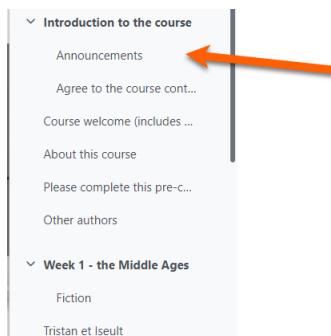 Introduction to the course
Announcements
Agree to the course cont...
Course welcome (includes ...
About this course
Please complete this pre-c...
Other authors
Week 1 - the Middle Ages
Fiction
Tristan et Iseult